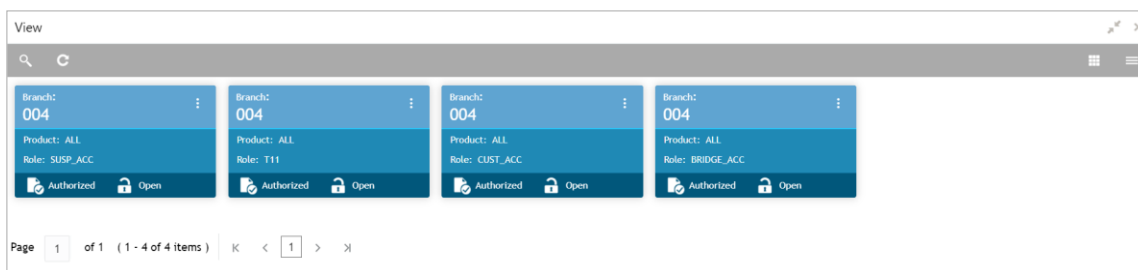 View
Branch:
004
Product: ALL
Role: SUSP_ACC
Authorized Open
Branch:
004
Product: ALL
Role: T11
Authorized Open
Branch:
004
Product: ALL
Role: CUST_ACC
Authorized Open
Branch:
004
Product: ALL
Role: BRIDGE_ACC
Authorized Open
Page 1 of 1 ( 1 - 4 of 4 items ) 1